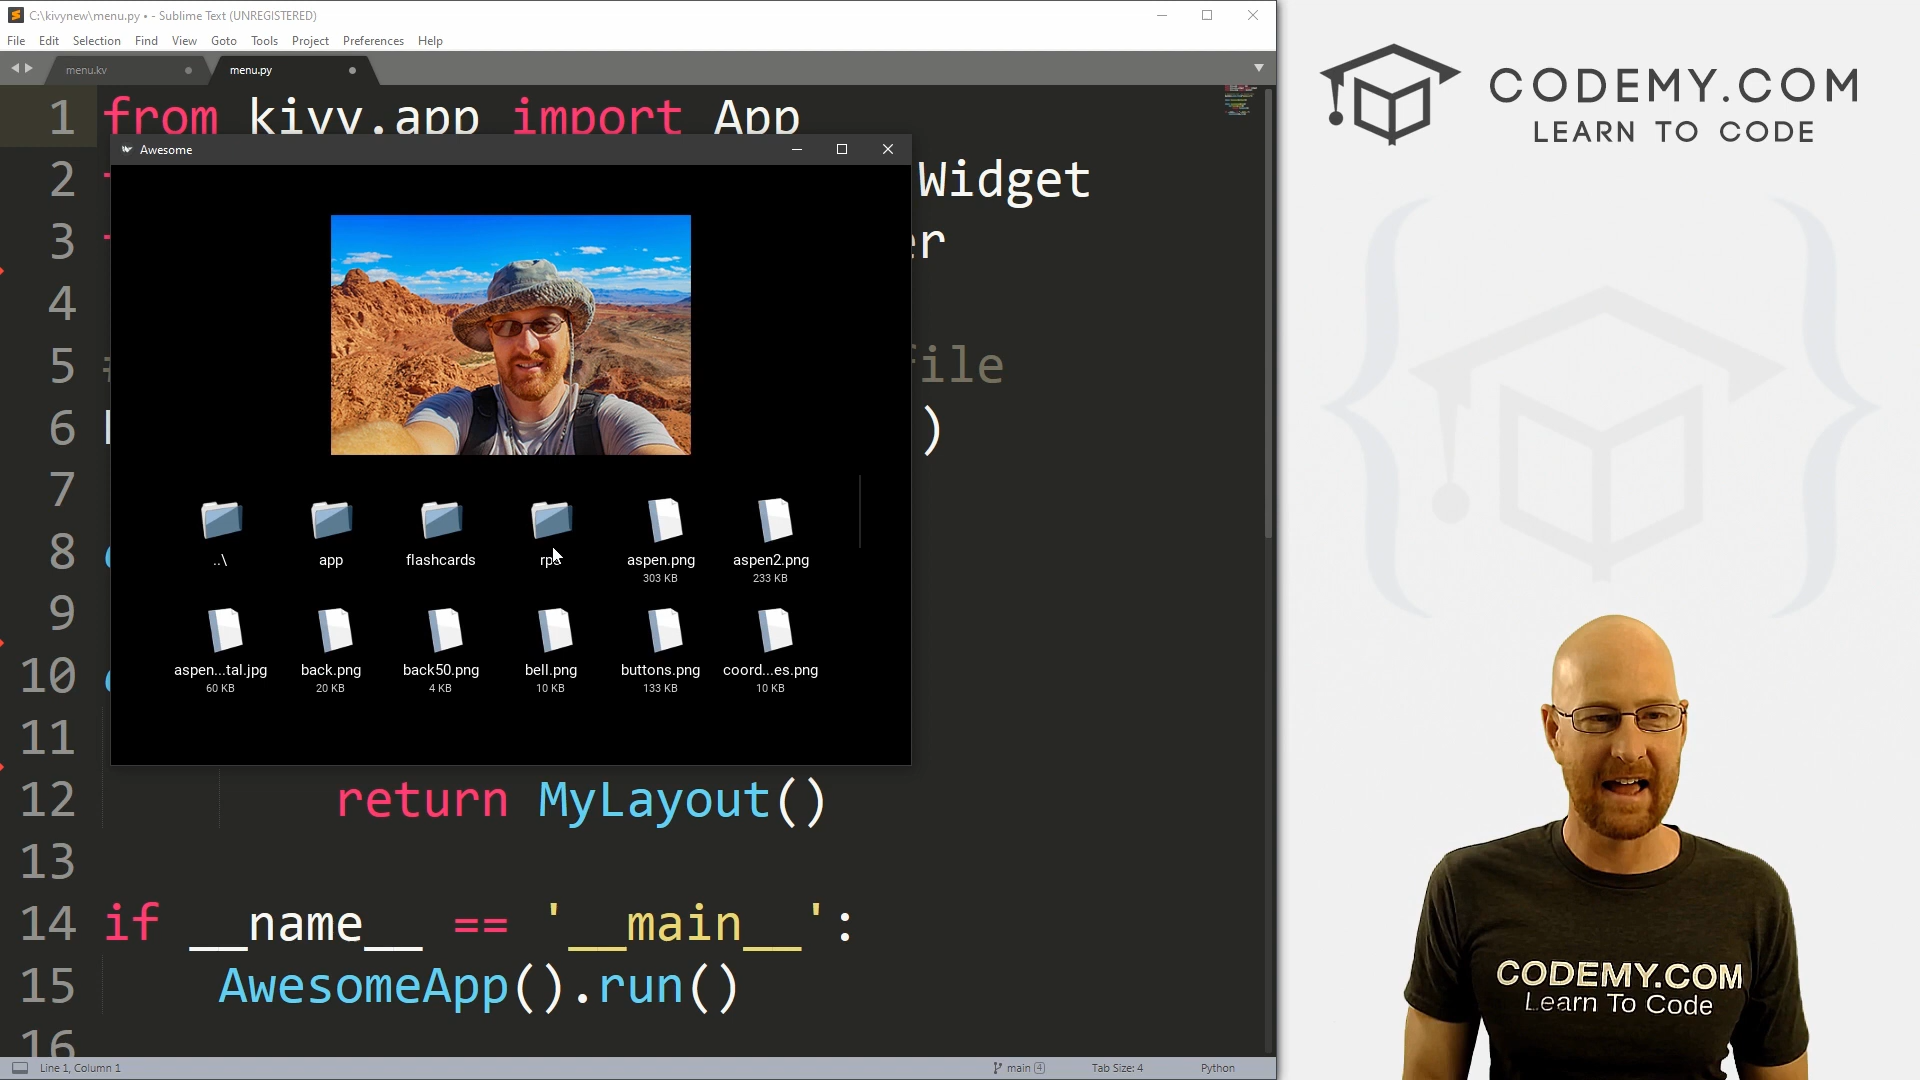 C:\kivynew\menu.py • - Sublime Text (UNREGISTERED)
File Edit Selection Find View Goto Tools Project Preferences Help
menu.kv menu.py
1 from kivy.app import App
Awesome
2 Widget
3 er
4
5 file
6 )
7
8
9
10
11
..\ app flashcards aspen.png aspen2.png
303 KB 233 KB
aspen...tal.jpg back.png back50.png bell.png buttons.png coord...es.png
60 KB 20 KB 4 KB 10 KB 133 KB 10 KB
12 return MyLayout()
13
14 if __name__ == '__main__':
15 AwesomeApp().run()
16
Line 1, Column 1 main 4 Tab Size: 4 Python
CODEMY.COM
LEARN TO CODE
CODEMY.COM
Learn To Code